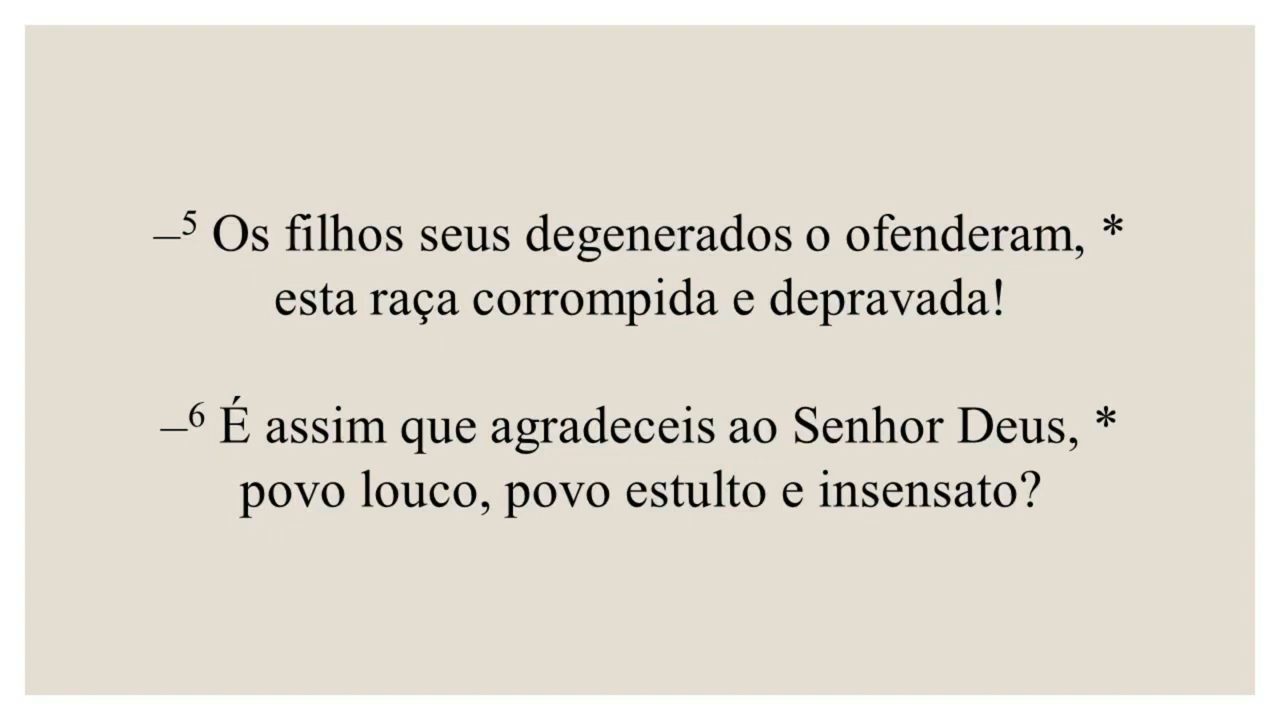 –⁵ Os filhos seus degenerados o ofenderam, *
esta raça corrompida e depravada!
–⁶ É assim que agradeceis ao Senhor Deus, *
povo louco, povo estulto e insensato?